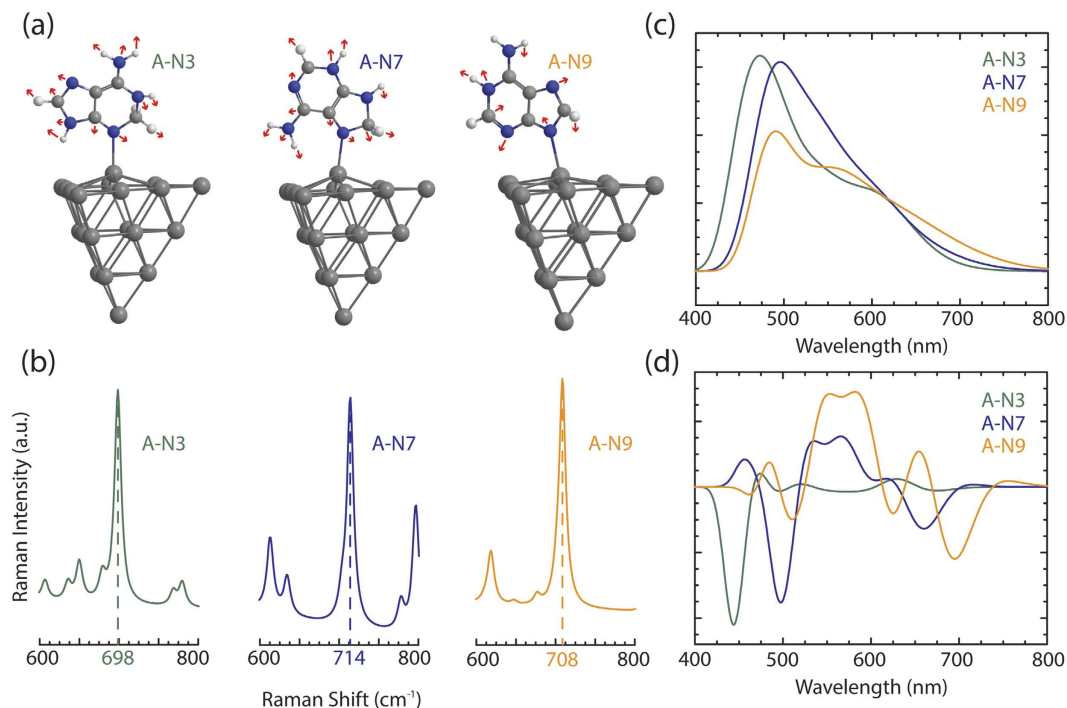 (a)
A-N3
A-N7
A-N9
(b)
Raman Intensity (a.u.)
A-N3
A-N7
A-N9
600 698 800
600 714 800
600 708 800
Raman Shift (cm⁻¹)
(c)
A-N3
A-N7
A-N9
400 500 600 700 800
Wavelength (nm)
(d)
A-N3
A-N7
A-N9
400 500 600 700 800
Wavelength (nm)